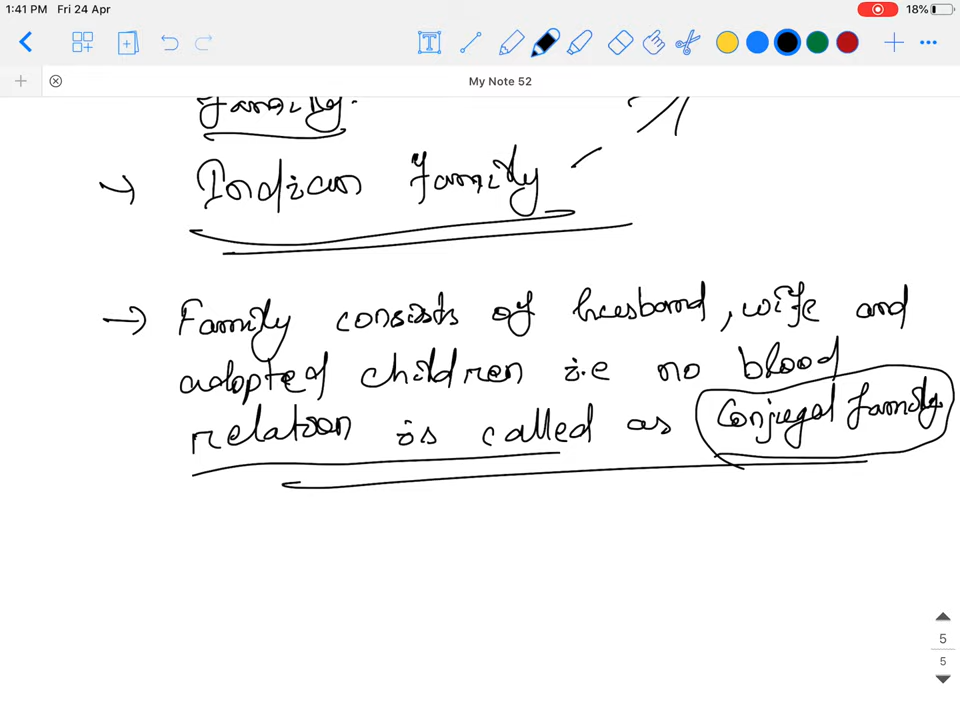 1:41 PM Fri 24 Apr
18%
My Note 52
Family.
→ Indian Family
→ Family consists of husband, wife and
adopted children i.e no blood
relation is called as Conjugal family
5
5